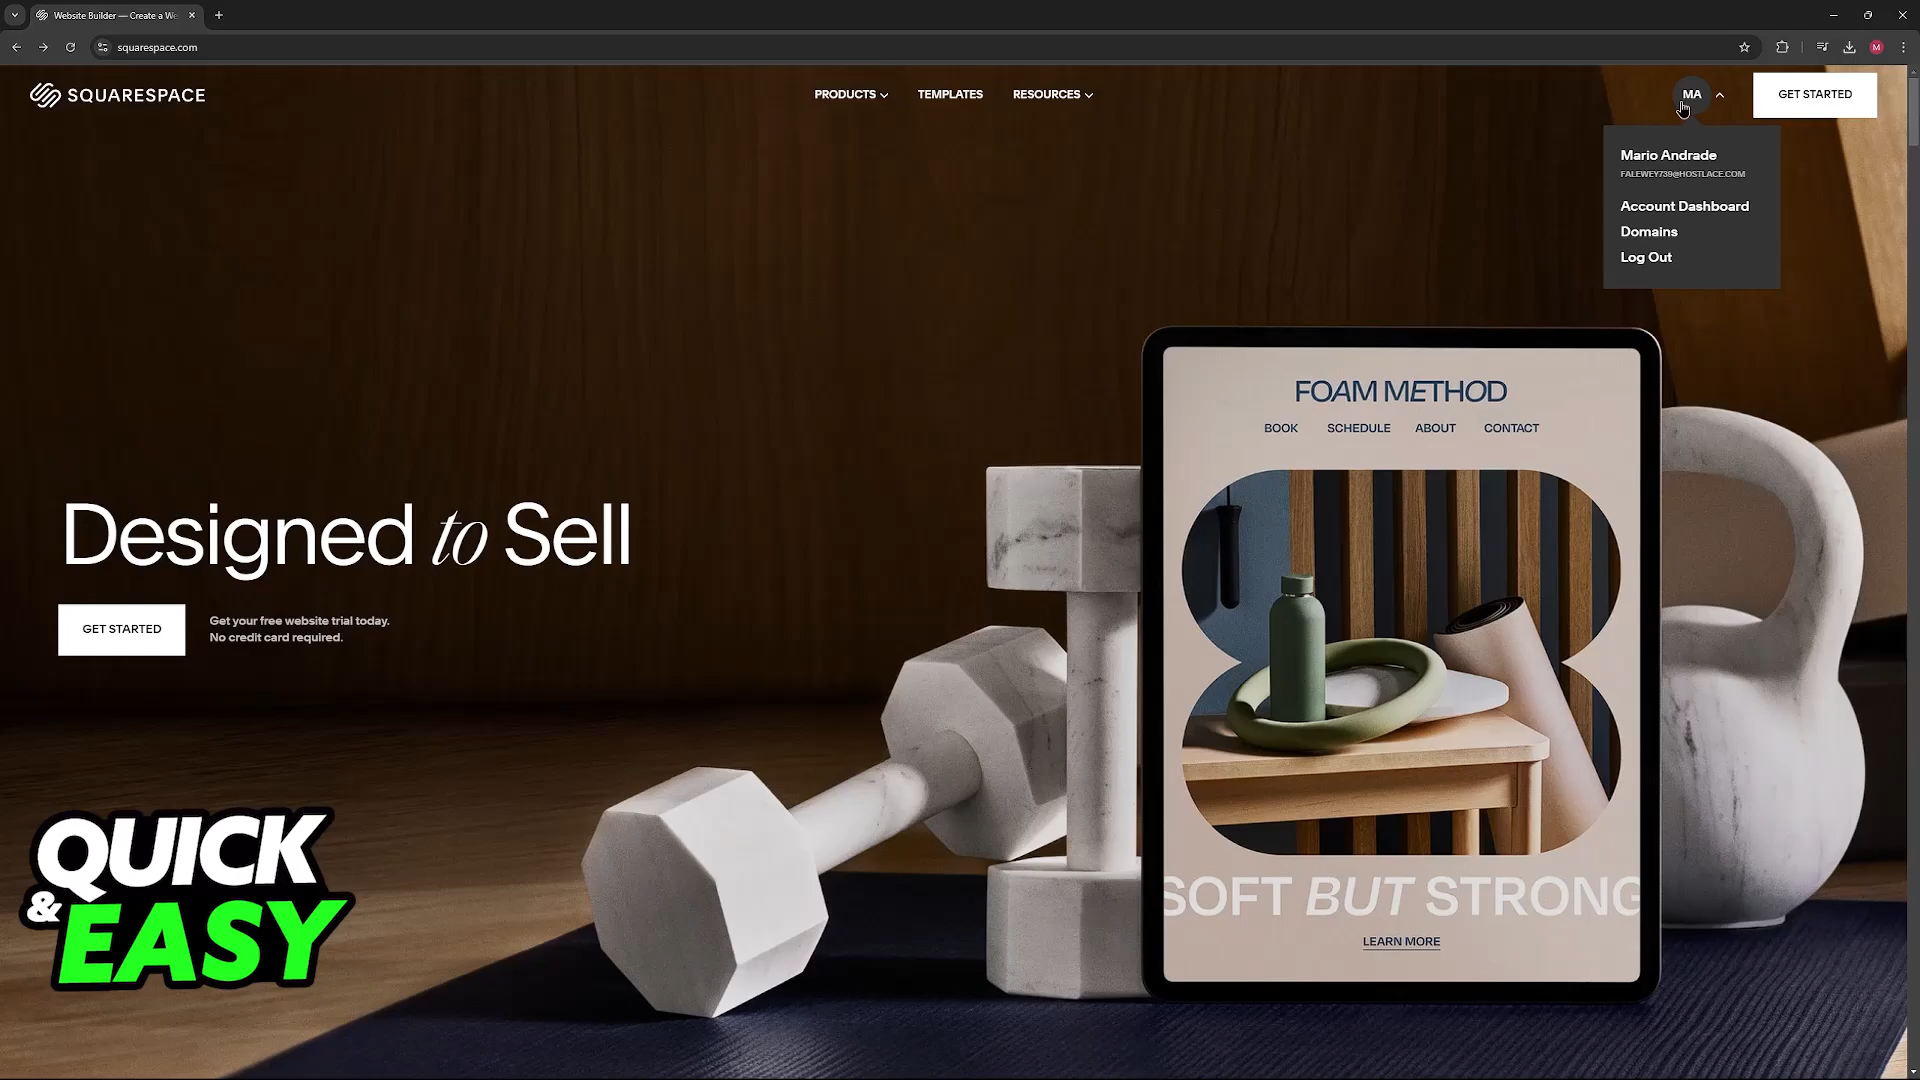 Website Builder — Create a We
squarespace.com
M
SQUARESPACE
PRODUCTS
TEMPLATES
RESOURCES
MA
GET STARTED
Mario Andrade
FALEWEY739@HOSTLACE.COM
Account Dashboard
Domains
Log Out
FOAM METHOD
BOOK SCHEDULE ABOUT CONTACT
Designed to Sell
GET STARTED
Get your free website trial today.
No credit card required.
SOFT BUT STRONG
LEARN MORE
QUICK
& EASY